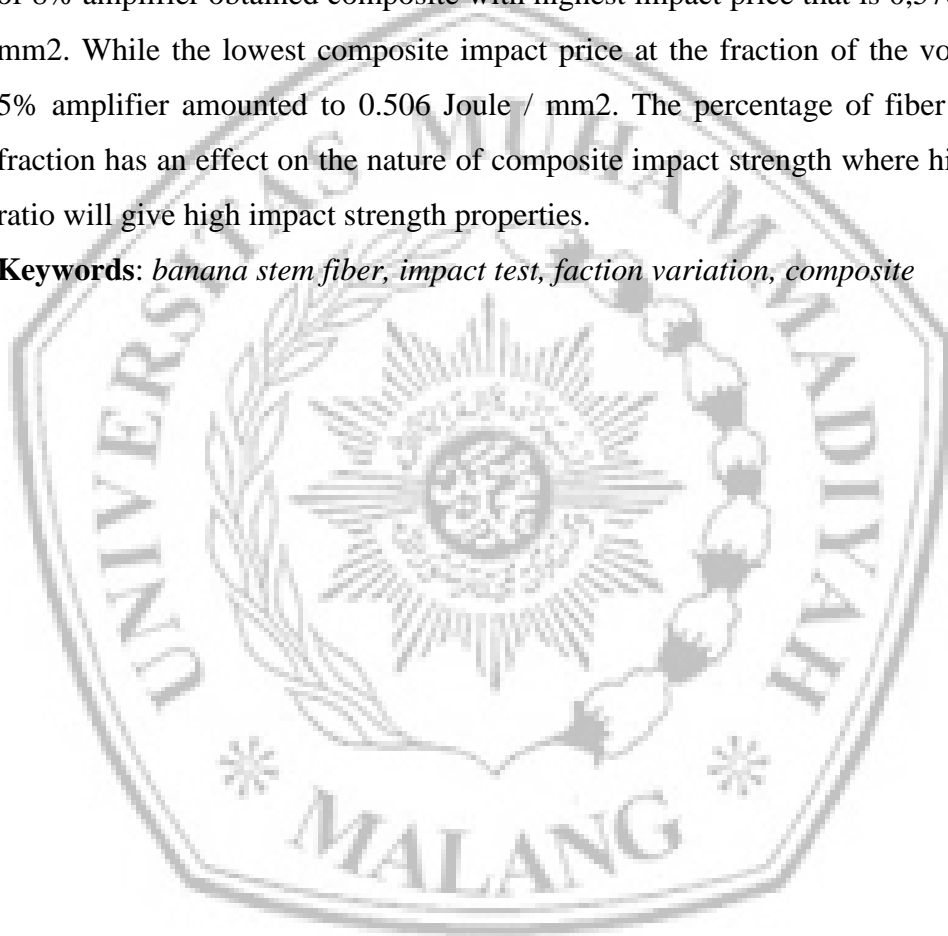 of 8% amplifier obtained composite with highest impact price that is 0,57
mm2. While the lowest composite impact price at the fraction of the vo
5% amplifier amounted to 0.506 Joule / mm2. The percentage of fiber
fraction has an effect on the nature of composite impact strength where hi
ratio will give high impact strength properties.
Keywords: banana stem fiber, impact test, faction variation, composite
UNIVERSITAS MUHAMMADIYAH
MALANG